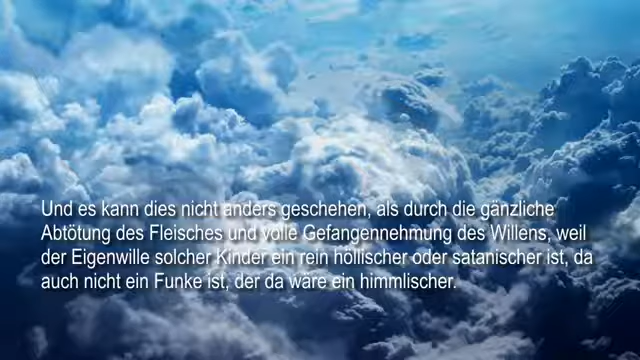 Und es kann dies nicht anders geschehen, als durch die gänzliche
Abtötung des Fleisches und volle Gefangennehmung des Willens, weil
der Eigenwille solcher Kinder ein rein höllischer oder satanischer ist, da
auch nicht ein Funke ist, der da wäre ein himmlischer.